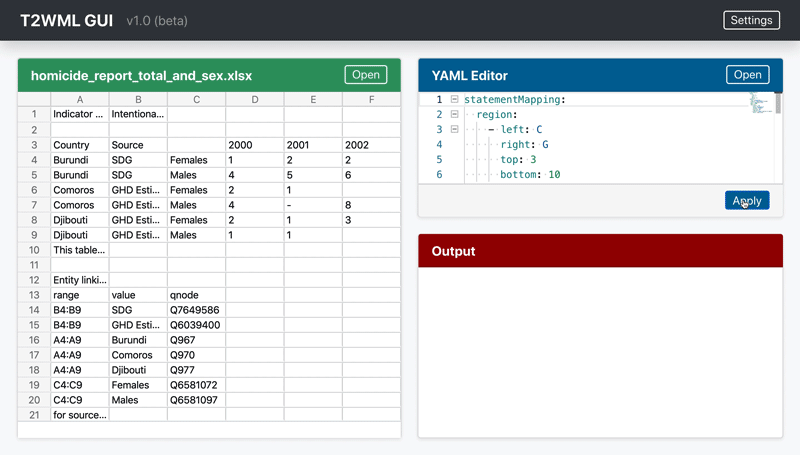 T2WML GUI v1.0 (beta) Settings
homicide_report_total_and_sex.xlsx Open
A B C D E F
1 Indicator ... Intentiona...
2
3 Country Source 2000 2001 2002
4 Burundi SDG Females 1 2 2
5 Burundi SDG Males 4 5 6
6 Comoros GHD Esti... Females 2 1
7 Comoros GHD Esti... Males 4 - 8
8 Djibouti GHD Esti... Females 2 1 3
9 Djibouti GHD Esti... Males 1 1
10 This table...
11
12 Entity linki...
13 range value qnode
14 B4:B9 SDG Q7649586
15 B4:B9 GHD Esti... Q6039400
16 A4:A9 Burundi Q967
17 A4:A9 Comoros Q970
18 A4:A9 Djibouti Q977
19 C4:C9 Females Q6581072
20 C4:C9 Males Q6581097
21 for source...
YAML Editor Open
1 statementMapping:
2 region:
3 - left: C
4 right: G
5 top: 3
6 bottom: 10
Apply
Output